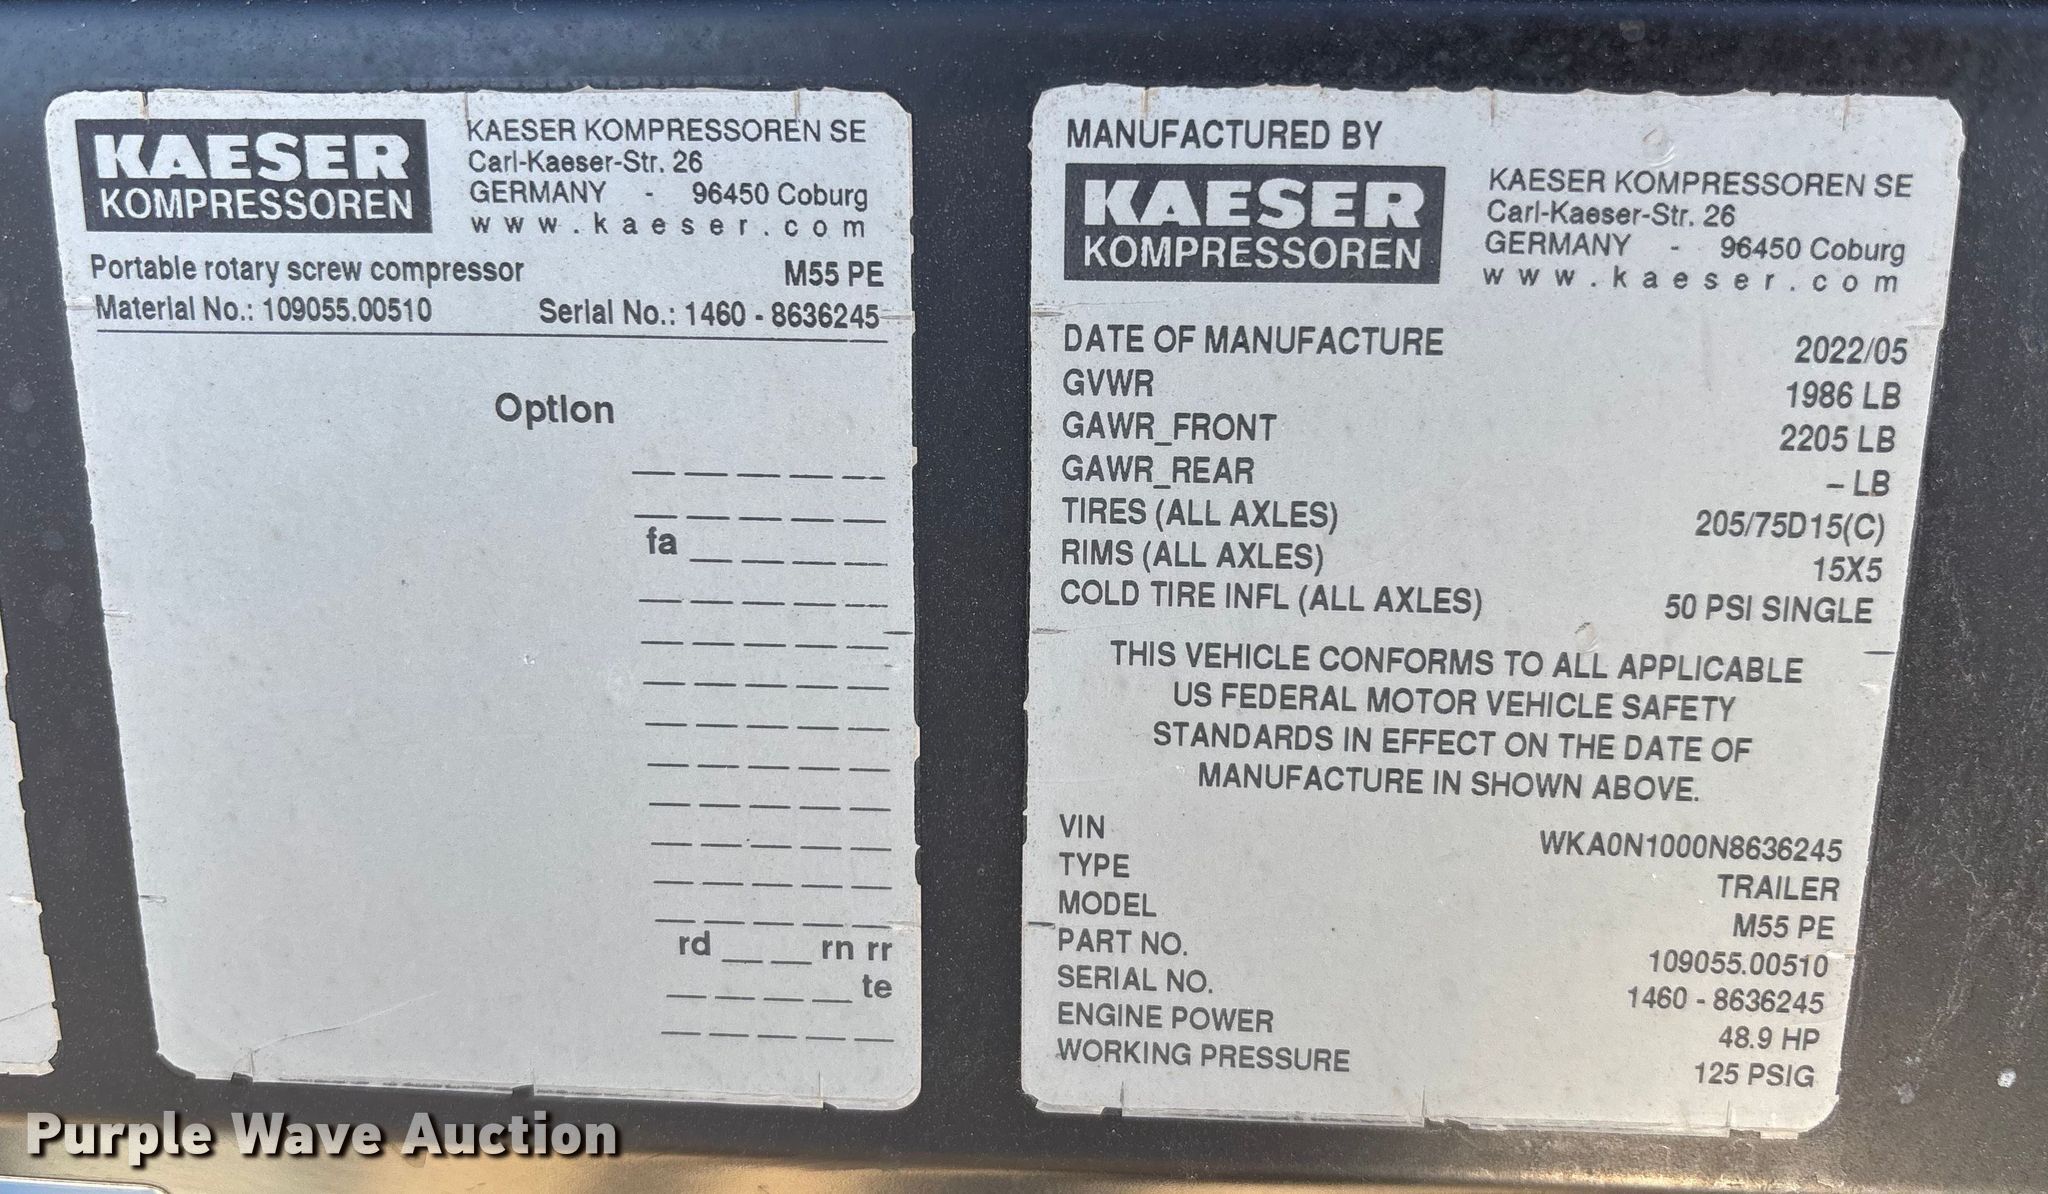 KAESER
KOMPRESSOREN
KAESER KOMPRESSOREN SE
Carl-Kaeser-Str. 26
GERMANY - 96450 Coburg
www.kaeser.com
Portable rotary screw compressor M55 PE
Material No.: 109055.00510 Serial No.: 1460 - 8636245
Option
_ _ _ _ _
_ _ _ _ _
fa _ _ _ _
_ _ _ _ _
_ _ _ _ _
_ _ _ _ _
_ _ _ _ _
_ _ _ _ _
_ _ _ _ _
_ _ _ _ _
_ _ _ _ _
_ _ _ _ _
rd _ _ rn rr
_ _ _ _ te
_ _ _ _ _
MANUFACTURED BY
KAESER
KOMPRESSOREN
KAESER KOMPRESSOREN SE
Carl-Kaeser-Str. 26
GERMANY - 96450 Coburg
www.kaeser.com
DATE OF MANUFACTURE 2022/05
GVWR 1986 LB
GAWR_FRONT 2205 LB
GAWR_REAR – LB
TIRES (ALL AXLES) 205/75D15(C)
RIMS (ALL AXLES) 15X5
COLD TIRE INFL (ALL AXLES) 50 PSI SINGLE
THIS VEHICLE CONFORMS TO ALL APPLICABLE
US FEDERAL MOTOR VEHICLE SAFETY
STANDARDS IN EFFECT ON THE DATE OF
MANUFACTURE IN SHOWN ABOVE.
VIN WKA0N1000N8636245
TYPE TRAILER
MODEL M55 PE
PART NO. 109055.00510
SERIAL NO. 1460 - 8636245
ENGINE POWER 48.9 HP
WORKING PRESSURE 125 PSIG
Purple Wave Auction